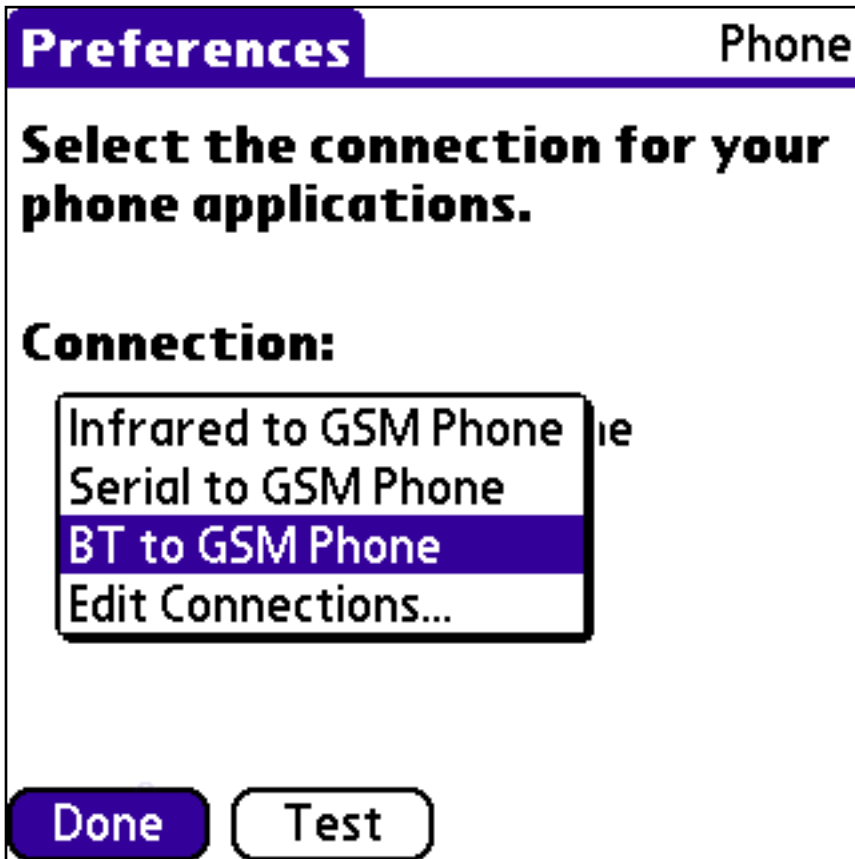 Preferences
Phone
Select the connection for your
phone applications.
Connection:
Infrared to GSM Phone
Serial to GSM Phone
BT to GSM Phone
Edit Connections...
Done
Test